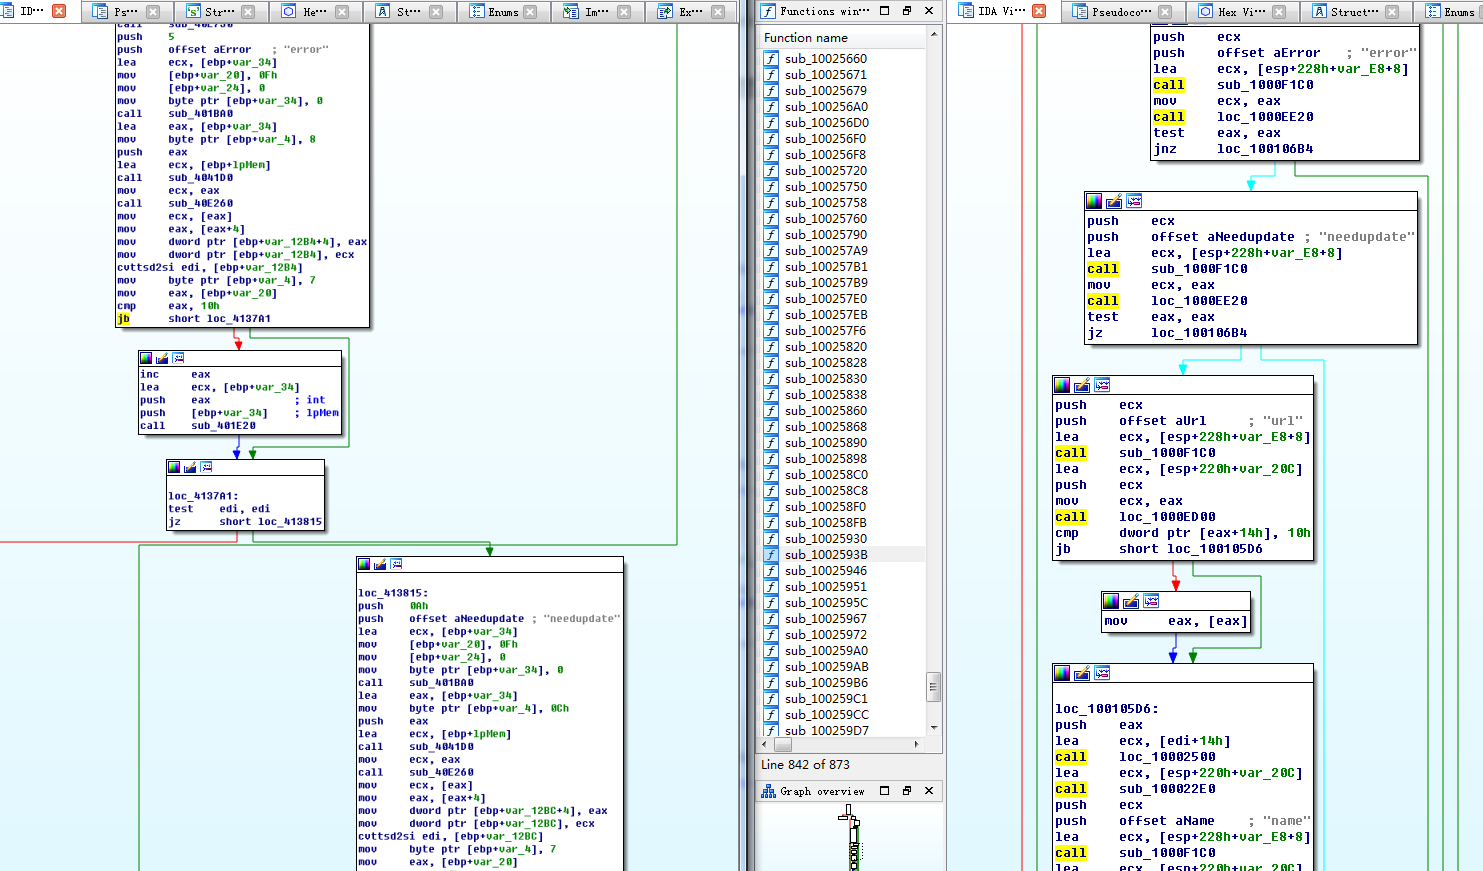 ID···
Ps···
Str···
He···
St···
Enums
Im···
Ex···
call sub_40E750
push 5
push offset aError ; "error"
lea ecx, [ebp+var_34]
mov [ebp+var_20], 0Fh
mov [ebp+var_24], 0
mov byte ptr [ebp+var_34], 0
call sub_401BA0
lea eax, [ebp+var_34]
mov byte ptr [ebp+var_4], 8
push eax
lea ecx, [ebp+lpMem]
call sub_4041D0
mov ecx, eax
call sub_40E260
mov ecx, [eax]
mov eax, [eax+4]
mov dword ptr [ebp+var_12B4+4], eax
mov dword ptr [ebp+var_12B4], ecx
cvttsd2si edi, [ebp+var_12B4]
mov byte ptr [ebp+var_4], 7
mov eax, [ebp+var_20]
cmp eax, 10h
jb short loc_4137A1
inc eax
lea ecx, [ebp+var_34]
push eax ; int
push [ebp+var_34] ; lpMem
call sub_401E20
loc_4137A1:
test edi, edi
jz short loc_413815
loc_413815:
push 0Ah
push offset aNeedupdate ; "needupdate"
lea ecx, [ebp+var_34]
mov [ebp+var_20], 0Fh
mov [ebp+var_24], 0
mov byte ptr [ebp+var_34], 0
call sub_401BA0
lea eax, [ebp+var_34]
mov byte ptr [ebp+var_4], 0Ch
push eax
lea ecx, [ebp+lpMem]
call sub_4041D0
mov ecx, eax
call sub_40E260
mov ecx, [eax]
mov eax, [eax+4]
mov dword ptr [ebp+var_12BC+4], eax
mov dword ptr [ebp+var_12BC], ecx
cvttsd2si edi, [ebp+var_12BC]
mov byte ptr [ebp+var_4], 7
mov eax, [ebp+var_20]
Functions win···
Function name
sub_10025660
sub_10025671
sub_10025679
sub_100256A0
sub_100256D0
sub_100256F0
sub_100256F8
sub_10025720
sub_10025750
sub_10025758
sub_10025760
sub_10025790
sub_100257A9
sub_100257B1
sub_100257B9
sub_100257E0
sub_100257EB
sub_100257F6
sub_10025820
sub_10025828
sub_10025830
sub_10025838
sub_10025860
sub_10025868
sub_10025890
sub_10025898
sub_100258C0
sub_100258C8
sub_100258F0
sub_100258FB
sub_10025930
sub_1002593B
sub_10025946
sub_10025951
sub_1002595C
sub_10025967
sub_10025972
sub_100259A0
sub_100259AB
sub_100259B6
sub_100259C1
sub_100259CC
sub_100259D7
Line 842 of 873
Graph overview
IDA Vi···
Pseudoco···
Hex Vi···
Struct···
Enums
push ecx
push offset aError ; "error"
lea ecx, [esp+228h+var_E8+8]
call sub_1000F1C0
mov ecx, eax
call loc_1000EE20
test eax, eax
jnz loc_100106B4
push ecx
push offset aNeedupdate ; "needupdate"
lea ecx, [esp+228h+var_E8+8]
call sub_1000F1C0
mov ecx, eax
call loc_1000EE20
test eax, eax
jz loc_100106B4
push ecx
push offset aUrl ; "url"
lea ecx, [esp+228h+var_E8+8]
call sub_1000F1C0
lea ecx, [esp+220h+var_20C]
push ecx
mov ecx, eax
call loc_1000ED00
cmp dword ptr [eax+14h], 10h
jb short loc_100105D6
mov eax, [eax]
loc_100105D6:
push eax
lea ecx, [edi+14h]
call loc_10002500
lea ecx, [esp+220h+var_20C]
call sub_100022E0
push ecx
push offset aName ; "name"
lea ecx, [esp+228h+var_E8+8]
call sub_1000F1C0
lea ecx, [esp+220h+var_20C]